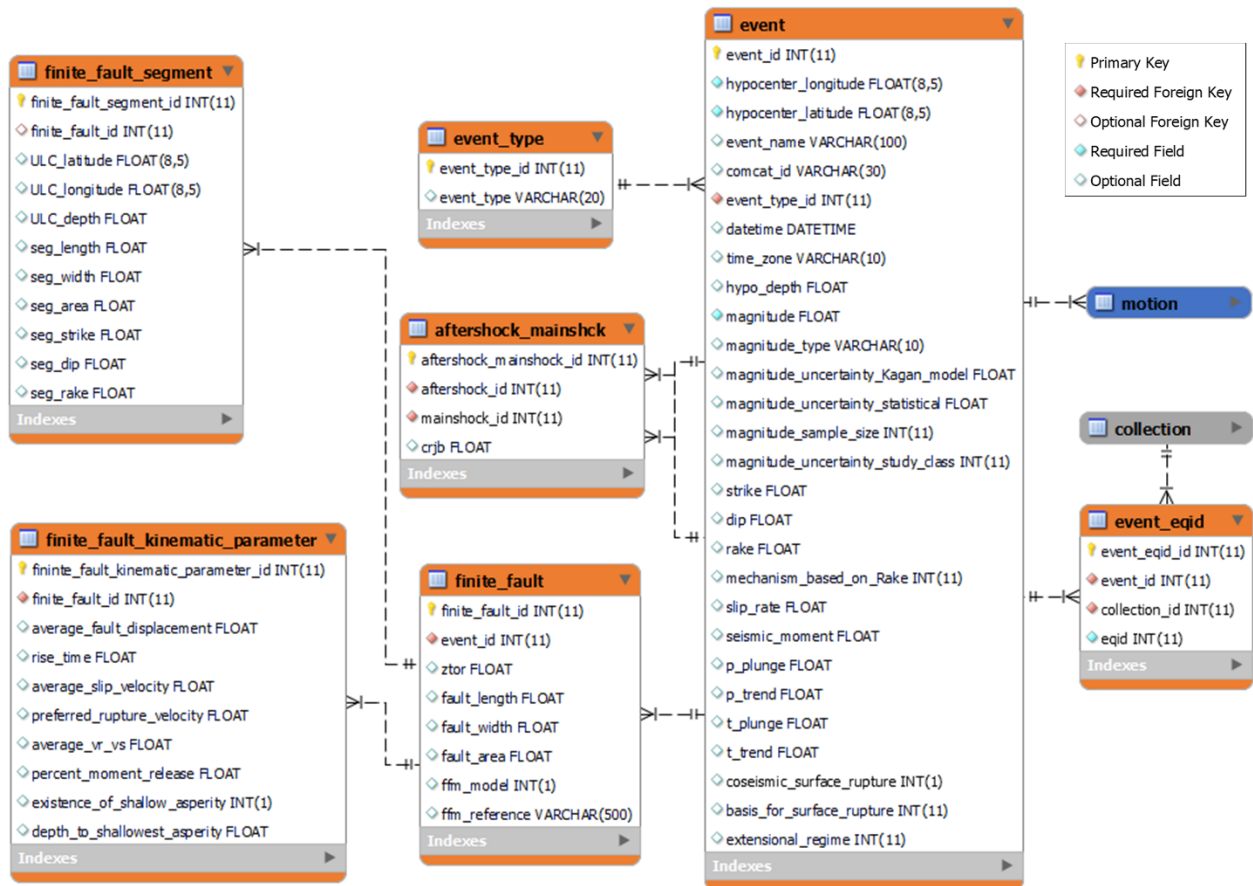 finite_fault_segment
finite_fault_segment_id INT(11)
finite_fault_id INT(11)
ULC_latitude FLOAT(8,5)
ULC_longitude FLOAT(8,5)
ULC_depth FLOAT
seg_length FLOAT
seg_width FLOAT
seg_area FLOAT
seg_strike FLOAT
seg_dip FLOAT
seg_rake FLOAT
Indexes
finite_fault_kinematic_parameter
fininte_fault_kinematic_parameter_id INT(11)
finite_fault_id INT(11)
average_fault_displacement FLOAT
rise_time FLOAT
average_slip_velocity FLOAT
preferred_rupture_velocity FLOAT
average_vr_vs FLOAT
percent_moment_release FLOAT
existence_of_shallow_asperity INT(1)
depth_to_shallowest_asperity FLOAT
Indexes
event_type
event_type_id INT(11)
event_type VARCHAR(20)
Indexes
aftershock_mainshck
aftershock_mainshock_id INT(11)
aftershock_id INT(11)
mainshock_id INT(11)
crjb FLOAT
Indexes
finite_fault
finite_fault_id INT(11)
event_id INT(11)
ztor FLOAT
fault_length FLOAT
fault_width FLOAT
fault_area FLOAT
ffm_model INT(1)
ffm_reference VARCHAR(500)
Indexes
event
event_id INT(11)
hypocenter_longitude FLOAT(8,5)
hypocenter_latitude FLOAT(8,5)
event_name VARCHAR(100)
comcat_id VARCHAR(30)
event_type_id INT(11)
datetime DATETIME
time_zone VARCHAR(10)
hypo_depth FLOAT
magnitude FLOAT
magnitude_type VARCHAR(10)
magnitude_uncertainty_Kagan_model FLOAT
magnitude_uncertainty_statistical FLOAT
magnitude_sample_size INT(11)
magnitude_uncertainty_study_class INT(11)
strike FLOAT
dip FLOAT
rake FLOAT
mechanism_based_on_Rake INT(11)
slip_rate FLOAT
seismic_moment FLOAT
p_plunge FLOAT
p_trend FLOAT
t_plunge FLOAT
t_trend FLOAT
coseismic_surface_rupture INT(1)
basis_for_surface_rupture INT(11)
extensional_regime INT(11)
Indexes
Primary Key
Required Foreign Key
Optional Foreign Key
Required Field
Optional Field
motion
collection
event_eqid
event_eqid_id INT(11)
event_id INT(11)
collection_id INT(11)
eqid INT(11)
Indexes